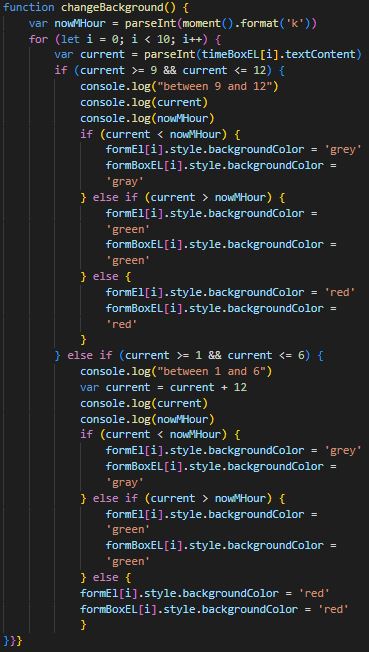 function changeBackground() {
    var nowMHour = parseInt(moment().format('k'))
    for (let i = 0; i < 10; i++) {
        var current = parseInt(timeBoxEL[i].textContent)
        if (current >= 9 && current <= 12) {
            console.log("between 9 and 12")
            console.log(current)
            console.log(nowMHour)
            if (current < nowMHour) {
                formEl[i].style.backgroundColor = 'grey'
                formBoxEL[i].style.backgroundColor =
                'gray'
            } else if (current > nowMHour) {
                formEl[i].style.backgroundColor =
                'green'
                formBoxEL[i].style.backgroundColor =
                'green'
            } else {
                formEl[i].style.backgroundColor = 'red'
                formBoxEL[i].style.backgroundColor =
                'red'
            }
        } else if (current >= 1 && current <= 6) {
            console.log("between 1 and 6")
            var current = current + 12
            console.log(current)
            console.log(nowMHour)
            if (current < nowMHour) {
                formEl[i].style.backgroundColor = 'grey'
                formBoxEL[i].style.backgroundColor =
                'gray'
            } else if (current > nowMHour) {
                formEl[i].style.backgroundColor =
                'green'
                formBoxEL[i].style.backgroundColor =
                'green'
            } else {
            formEl[i].style.backgroundColor = 'red'
            formBoxEL[i].style.backgroundColor = 'red'
            }
}}}